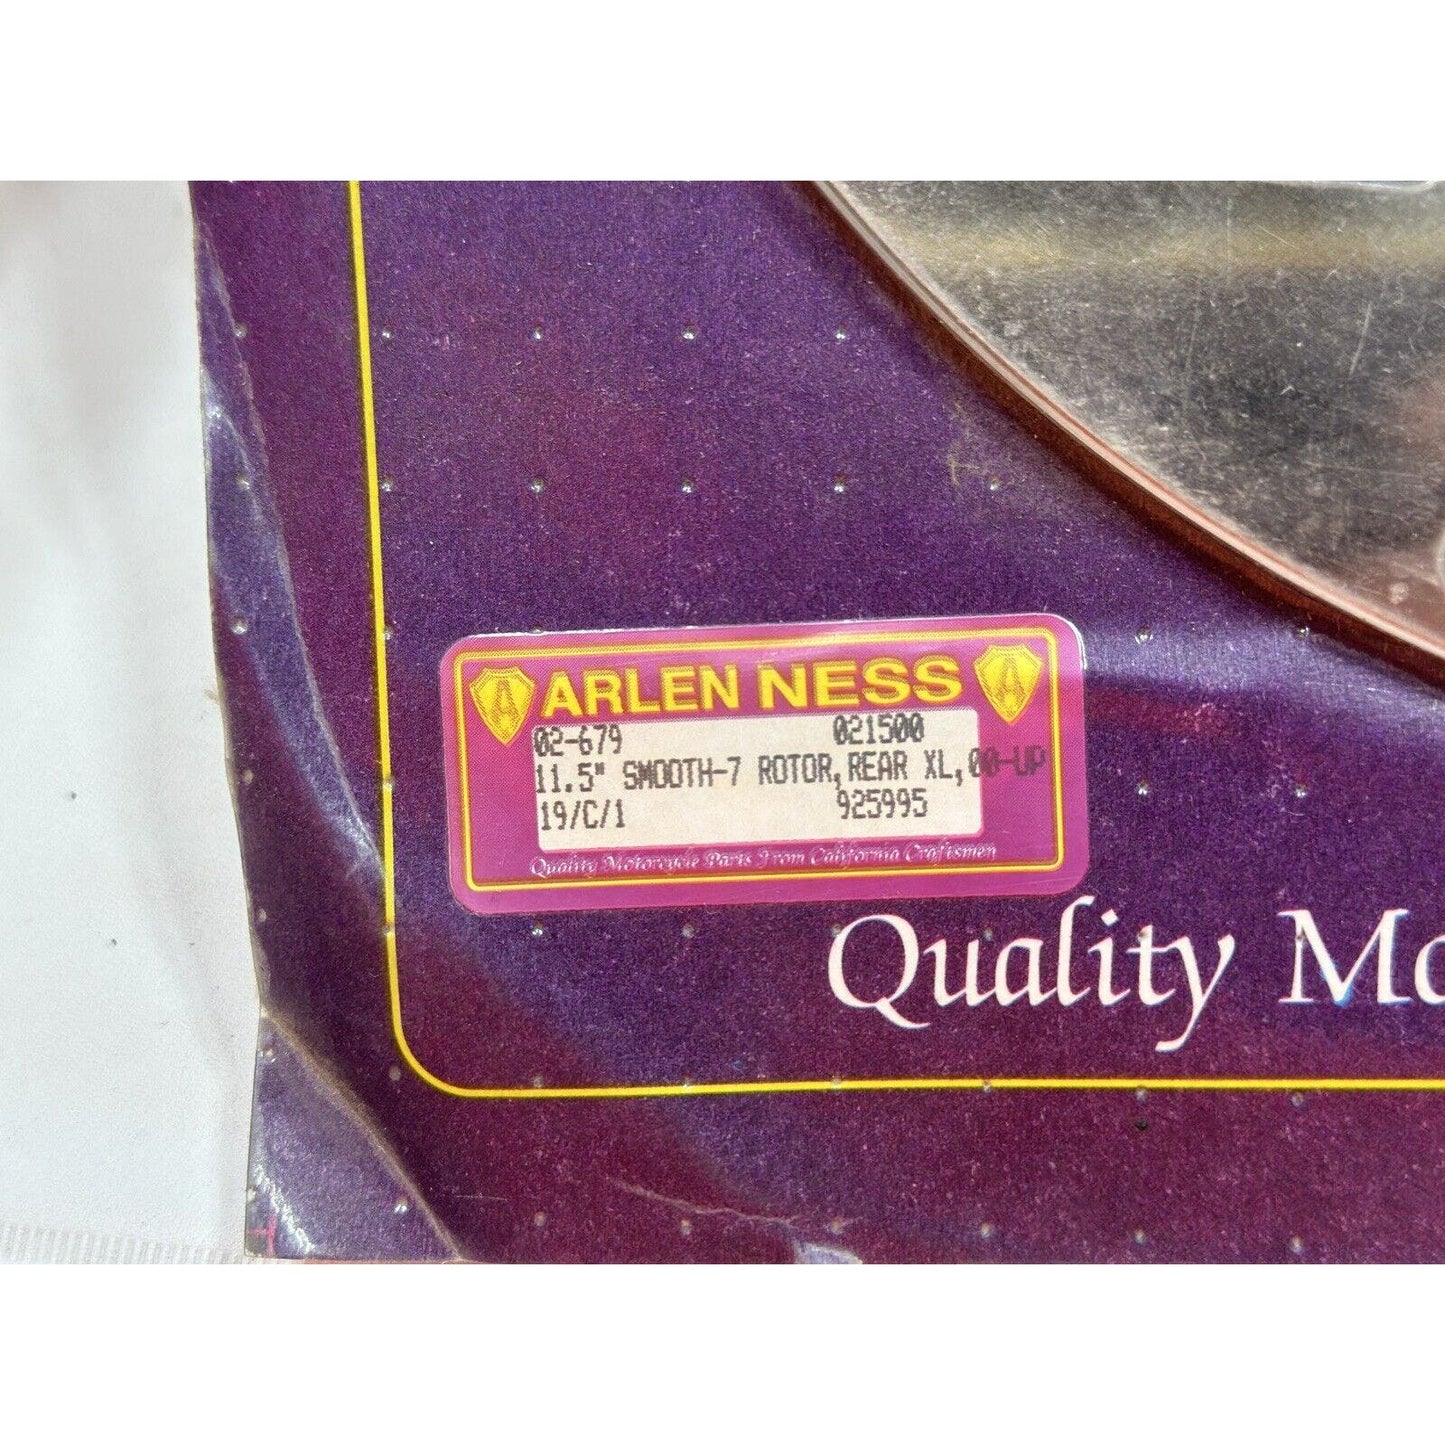 A ARLEN NESS A
02-679 021500
11.5" SMOOTH-7 ROTOR,REAR XL,00-UP
19/C/1 925995
Quality Motorcycle Parts From California Craftsmen
Quality Mo